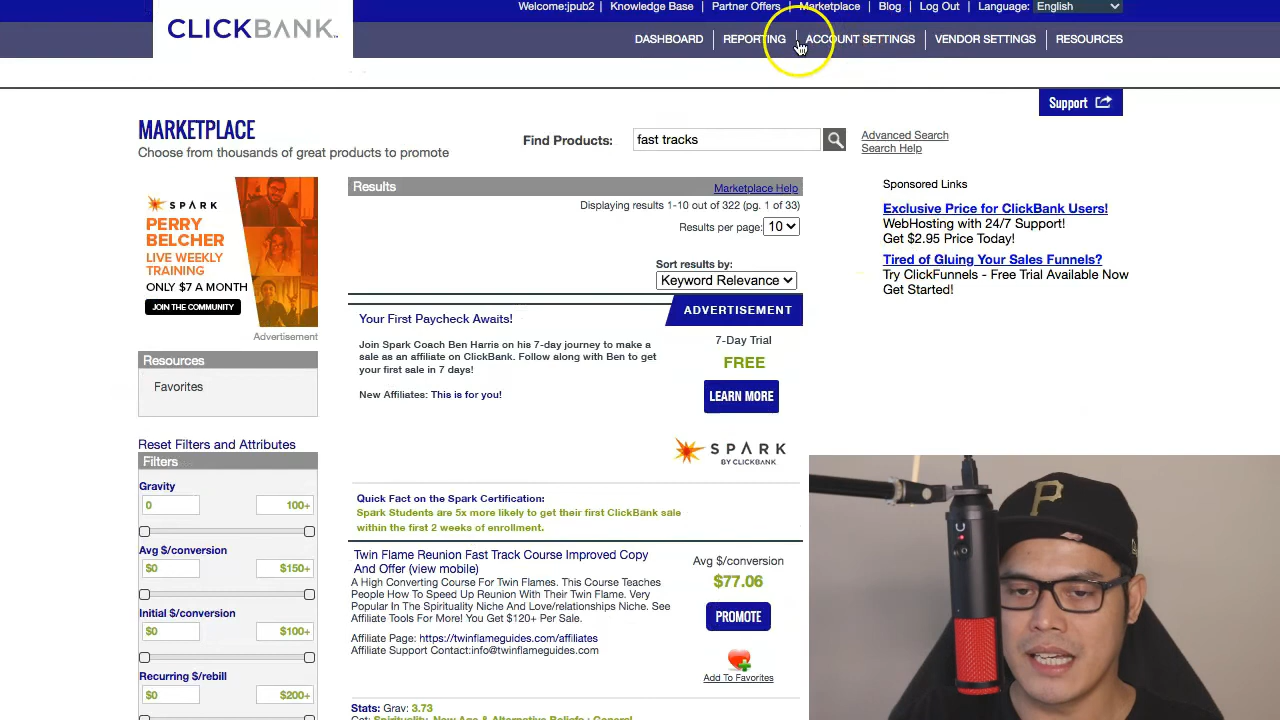 Welcome:jpub2 | Knowledge Base | Partner Offers | Marketplace | Blog | Log Out | Language: English
CLICKBANK™
DASHBOARD | REPORTING | ACCOUNT SETTINGS | VENDOR SETTINGS | RESOURCES
Support
MARKETPLACE
Choose from thousands of great products to promote
Find Products: fast tracks
Advanced Search
Search Help
SPARK
PERRY
BELCHER
LIVE WEEKLY
TRAINING
ONLY $7 A MONTH
JOIN THE COMMUNITY
Advertisement
Resources
Favorites
Reset Filters and Attributes
Filters
Gravity
0 100+
Avg $/conversion
$0 $150+
Initial $/conversion
$0 $100+
Recurring $/rebill
$0 $200+
Results
Marketplace Help
Displaying results 1-10 out of 322 (pg. 1 of 33)
Results per page: 10
Sort results by:
Keyword Relevance
ADVERTISEMENT
Your First Paycheck Awaits!
Join Spark Coach Ben Harris on his 7-day journey to make a
sale as an affiliate on ClickBank. Follow along with Ben to get
your first sale in 7 days!
New Affiliates: This is for you!
7-Day Trial
FREE
LEARN MORE
SPARK
BY CLICKBANK
Quick Fact on the Spark Certification:
Spark Students are 5x more likely to get their first ClickBank sale
within the first 2 weeks of enrollment.
Twin Flame Reunion Fast Track Course Improved Copy
And Offer (view mobile)
A High Converting Course For Twin Flames. This Course Teaches
People How To Speed Up Reunion With Their Twin Flame. Very
Popular In The Spirituality Niche And Love/relationships Niche. See
Affiliate Tools For More! You Get $120+ Per Sale.
Affiliate Page: https://twinflameguides.com/affiliates
Affiliate Support Contact:info@twinflameguides.com
Avg $/conversion
$77.06
PROMOTE
Add To Favorites
Stats: Grav: 3.73
Cat: Spirituality, New Age & Alternative Beliefs : General
Sponsored Links
Exclusive Price for ClickBank Users!
WebHosting with 24/7 Support!
Get $2.95 Price Today!
Tired of Gluing Your Sales Funnels?
Try ClickFunnels - Free Trial Available Now
Get Started!
P